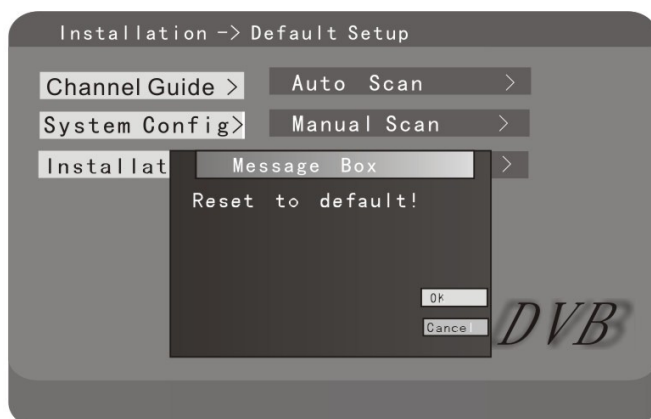 Installation -> Default Setup
Channel Guide > Auto Scan >
System Config> Manual Scan >
Installat >
Message Box
Reset to default!
OK
Cancel
DVB